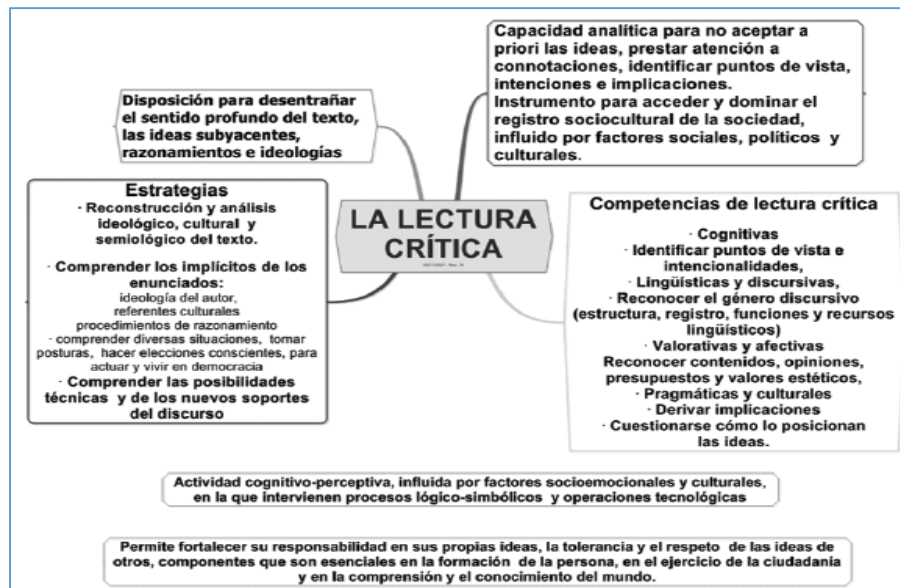 Capacidad analítica para no aceptar a
priori las ideas, prestar atención a
connotaciones, identificar puntos de vista,
intenciones e implicaciones.
Instrumento para acceder y dominar el
registro sociocultural de la sociedad,
influido por factores sociales, políticos y
culturales.
Disposición para desentrañar
el sentido profundo del texto,
las ideas subyacentes,
razonamientos e ideologías
LA LECTURA
CRÍTICA
Estrategias
· Reconstrucción y análisis
ideológico, cultural y
semiológico del texto.
· Comprender los implícitos de los
enunciados:
ideología del autor,
referentes culturales
procedimientos de razonamiento
· comprender diversas situaciones, tomar
posturas, hacer elecciones conscientes, para
actuar y vivir en democracia
· Comprender las posibilidades
técnicas y de los nuevos soportes
del discurso
Competencias de lectura crítica
· Cognitivas
· Identificar puntos de vista e
intencionalidades,
· Lingüísticas y discursivas,
· Reconocer el género discursivo
(estructura, registro, funciones y recursos
lingüísticos)
· Valorativas y afectivas
Reconocer contenidos, opiniones,
presupuestos y valores estéticos,
· Pragmáticas y culturales
· Derivar implicaciones
· Cuestionarse cómo lo posicionan
las ideas.
Actividad cognitivo-perceptiva, influida por factores socioemocionales y culturales,
en la que intervienen procesos lógico-simbólicos y operaciones tecnológicas
Permite fortalecer su responsabilidad en sus propias ideas, la tolerancia y el respeto de las ideas de
otros, componentes que son esenciales en la formación de la persona, en el ejercicio de la ciudadanía
y en la comprensión y el conocimiento del mundo.